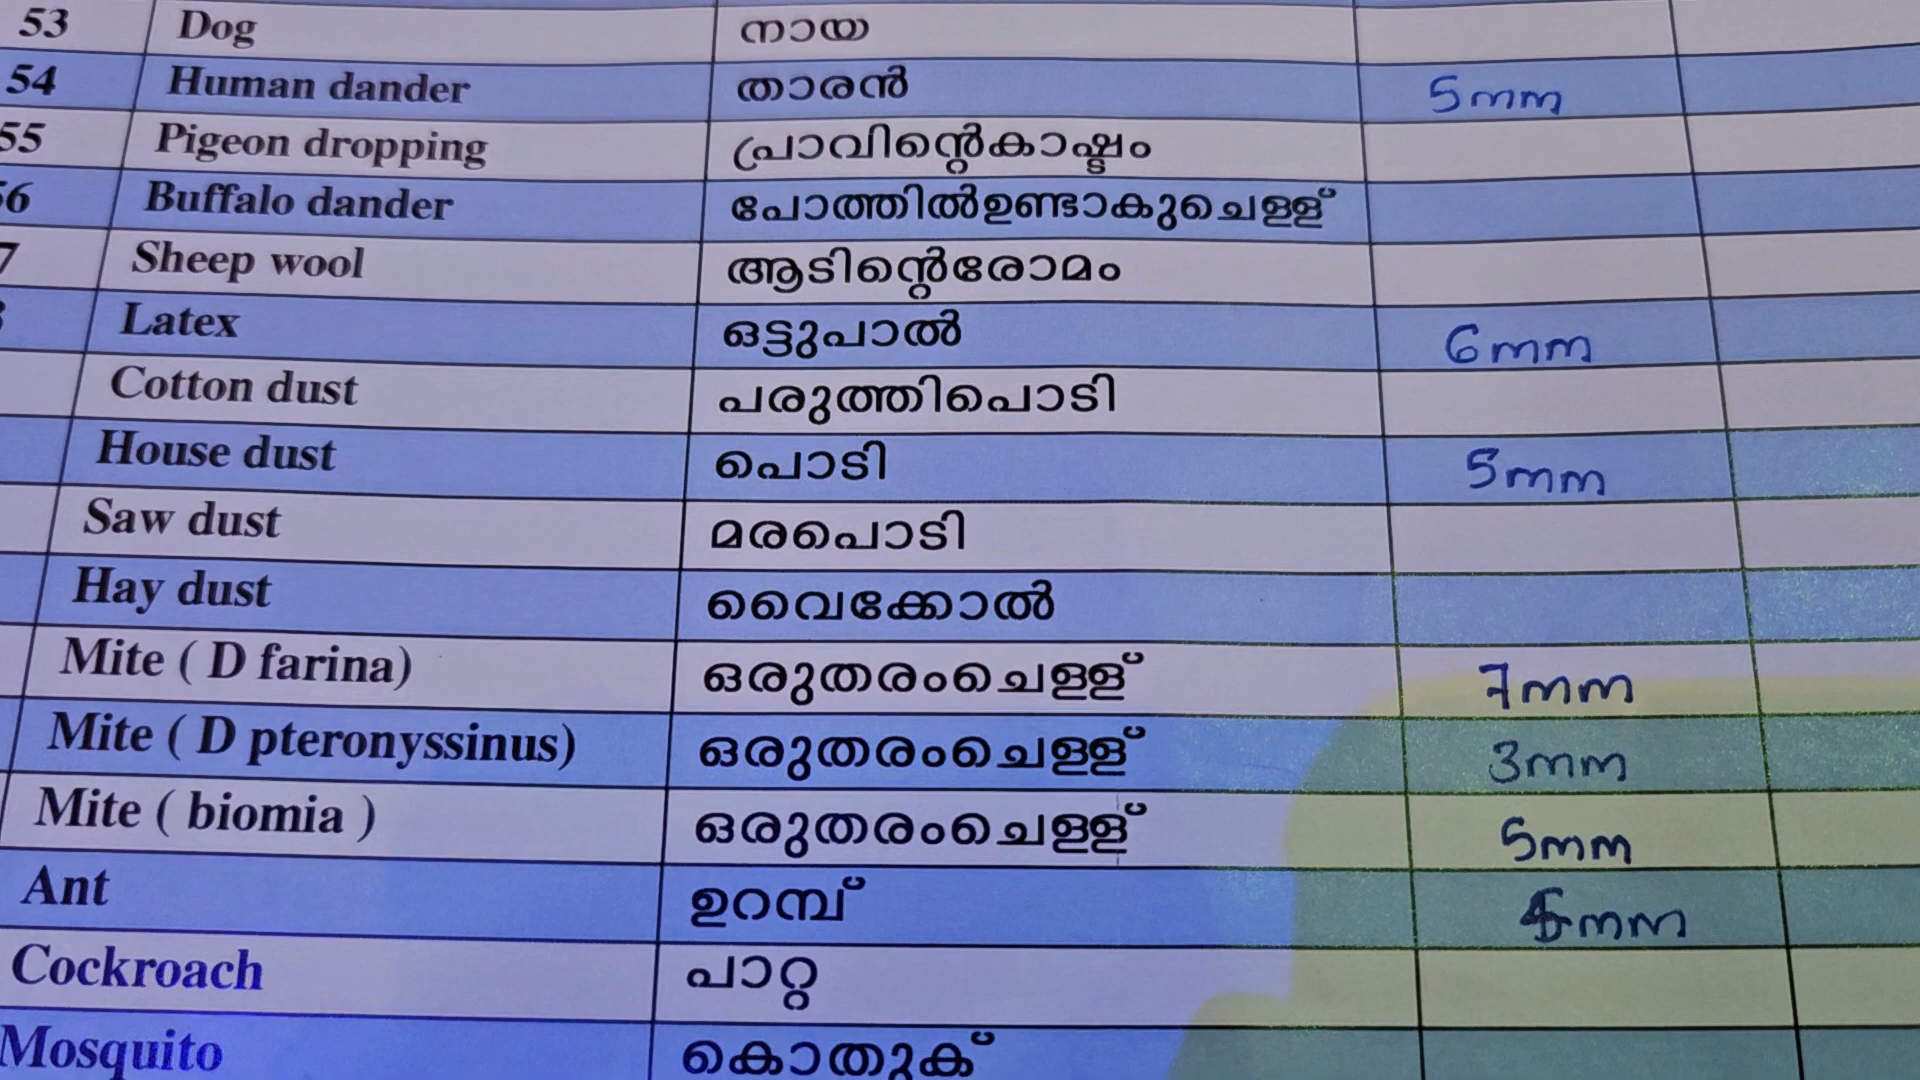 53 Dog നായ
54 Human dander താരൻ 5mm
55 Pigeon dropping പ്രാവിന്റെകാഷ്ടം
56 Buffalo dander പോത്തിൽഉണ്ടാകുചെള്ള്
7 Sheep wool ആടിന്റെരോമം
Latex ഒട്ടുപാൽ 6mm
Cotton dust പരുത്തിപൊടി
House dust പൊടി 5mm
Saw dust മരപൊടി
Hay dust വൈക്കോൽ
Mite ( D farina) ഒരുതരംചെള്ള് 7mm
Mite ( D pteronyssinus) ഒരുതരംചെള്ള് 3mm
Mite ( biomia ) ഒരുതരംചെള്ള് 5mm
Ant ഉറമ്പ്
Cockroach പാറ്റ
Mosquito കൊതുക്